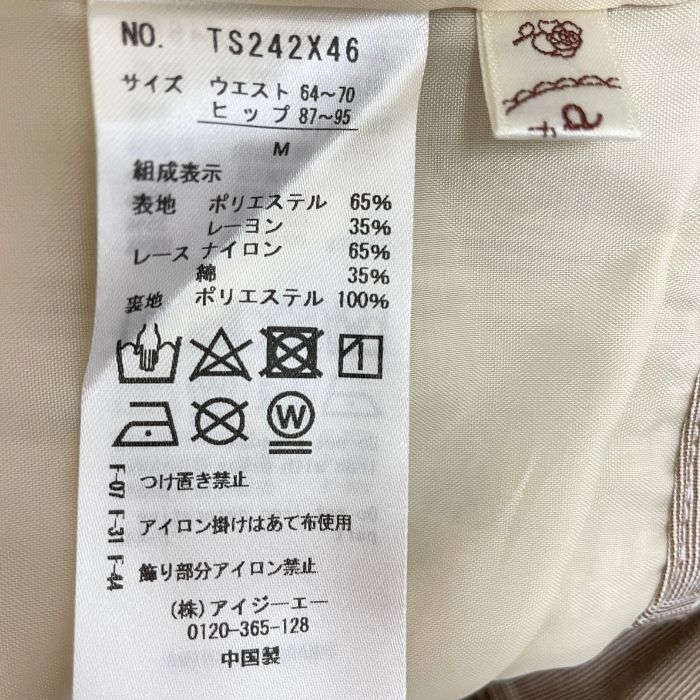 NO. TS242X46
サイズ ウエスト 64〜70
ヒップ 87〜95
M
組成表示
表地 ポリエステル 65%
レーヨン 35%
レース ナイロン 65%
綿 35%
裏地 ポリエステル 100%
W
F-07 F-31 F-44
つけ置き禁止
アイロン掛けはあて布使用
飾り部分アイロン禁止
(株)アイジーエー
0120-365-128
中国製